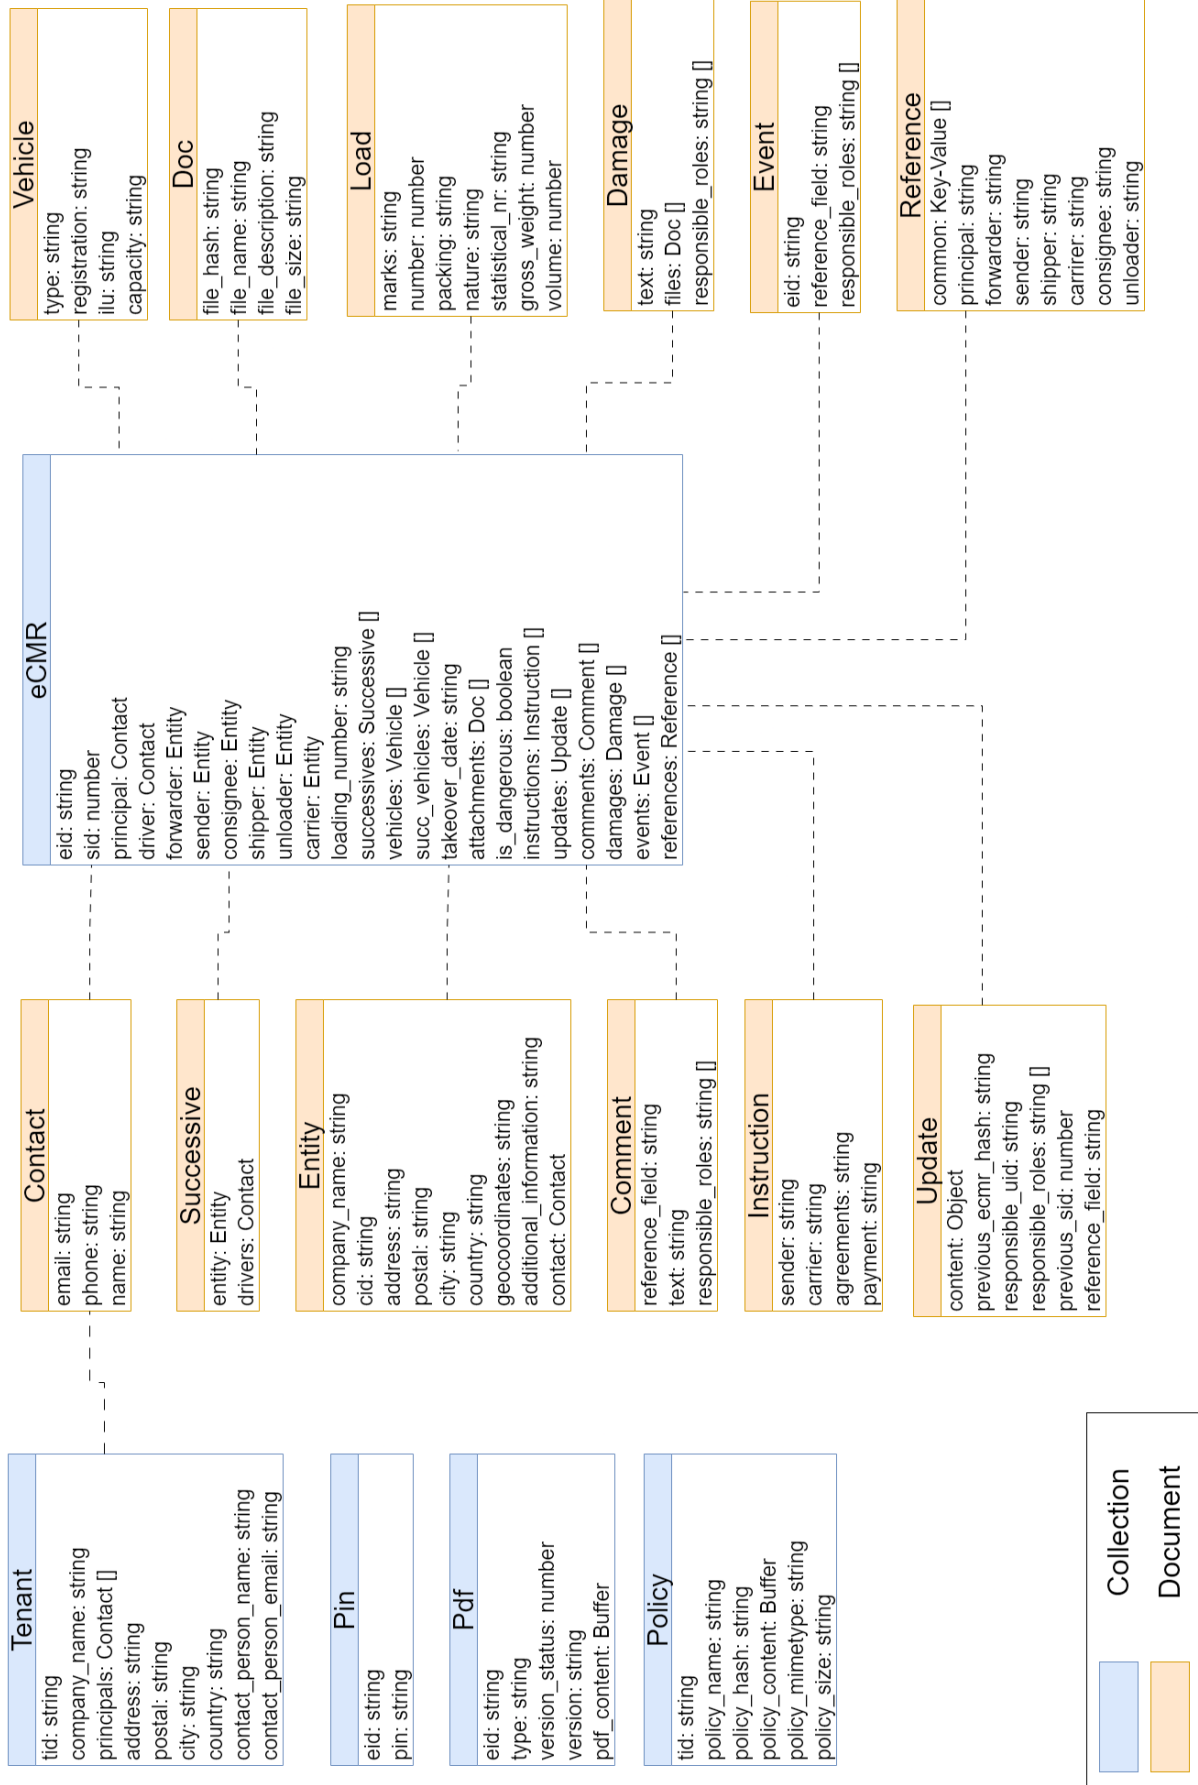 Tenant
tid: string
company_name: string
principals: Contact []
address: string
postal: string
city: string
country: string
contact_person_name: string
contact_person_email: string
Pin
eid: string
pin: string
Pdf
eid: string
type: string
version_status: number
version: string
pdf_content: Buffer
Policy
tid: string
policy_name: string
policy_hash: string
policy_content: Buffer
policy_mimetype: string
policy_size: string
Collection
Document
Contact
email: string
phone: string
name: string
Successive
entity: Entity
drivers: Contact
Entity
company_name: string
cid: string
address: string
postal: string
city: string
country: string
geocoordinates: string
additional_information: string
contact: Contact
Comment
reference_field: string
text: string
responsible_roles: string []
Instruction
sender: string
carrier: string
agreements: string
payment: string
Update
content: Object
previous_ecmr_hash: string
responsible_uid: string
responsible_roles: string []
previous_sid: number
reference_field: string
eCMR
eid: string
sid: number
principal: Contact
driver: Contact
forwarder: Entity
sender: Entity
consignee: Entity
shipper: Entity
unloader: Entity
carrier: Entity
loading_number: string
successives: Successive []
vehicles: Vehicle []
succ_vehicles: Vehicle []
takeover_date: string
attachments: Doc []
is_dangerous: boolean
instructions: Instruction []
updates: Update []
comments: Comment []
damages: Damage []
events: Event []
references: Reference []
Vehicle
type: string
registration: string
ilu: string
capacity: string
Doc
file_hash: string
file_name: string
file_description: string
file_size: string
Load
marks: string
number: number
packing: string
nature: string
statistical_nr: string
gross_weight: number
volume: number
Damage
text: string
files: Doc []
responsible_roles: string []
Event
eid: string
reference_field: string
responsible_roles: string []
Reference
common: Key-Value []
principal: string
forwarder: string
sender: string
shipper: string
carrirer: string
consignee: string
unloader: string